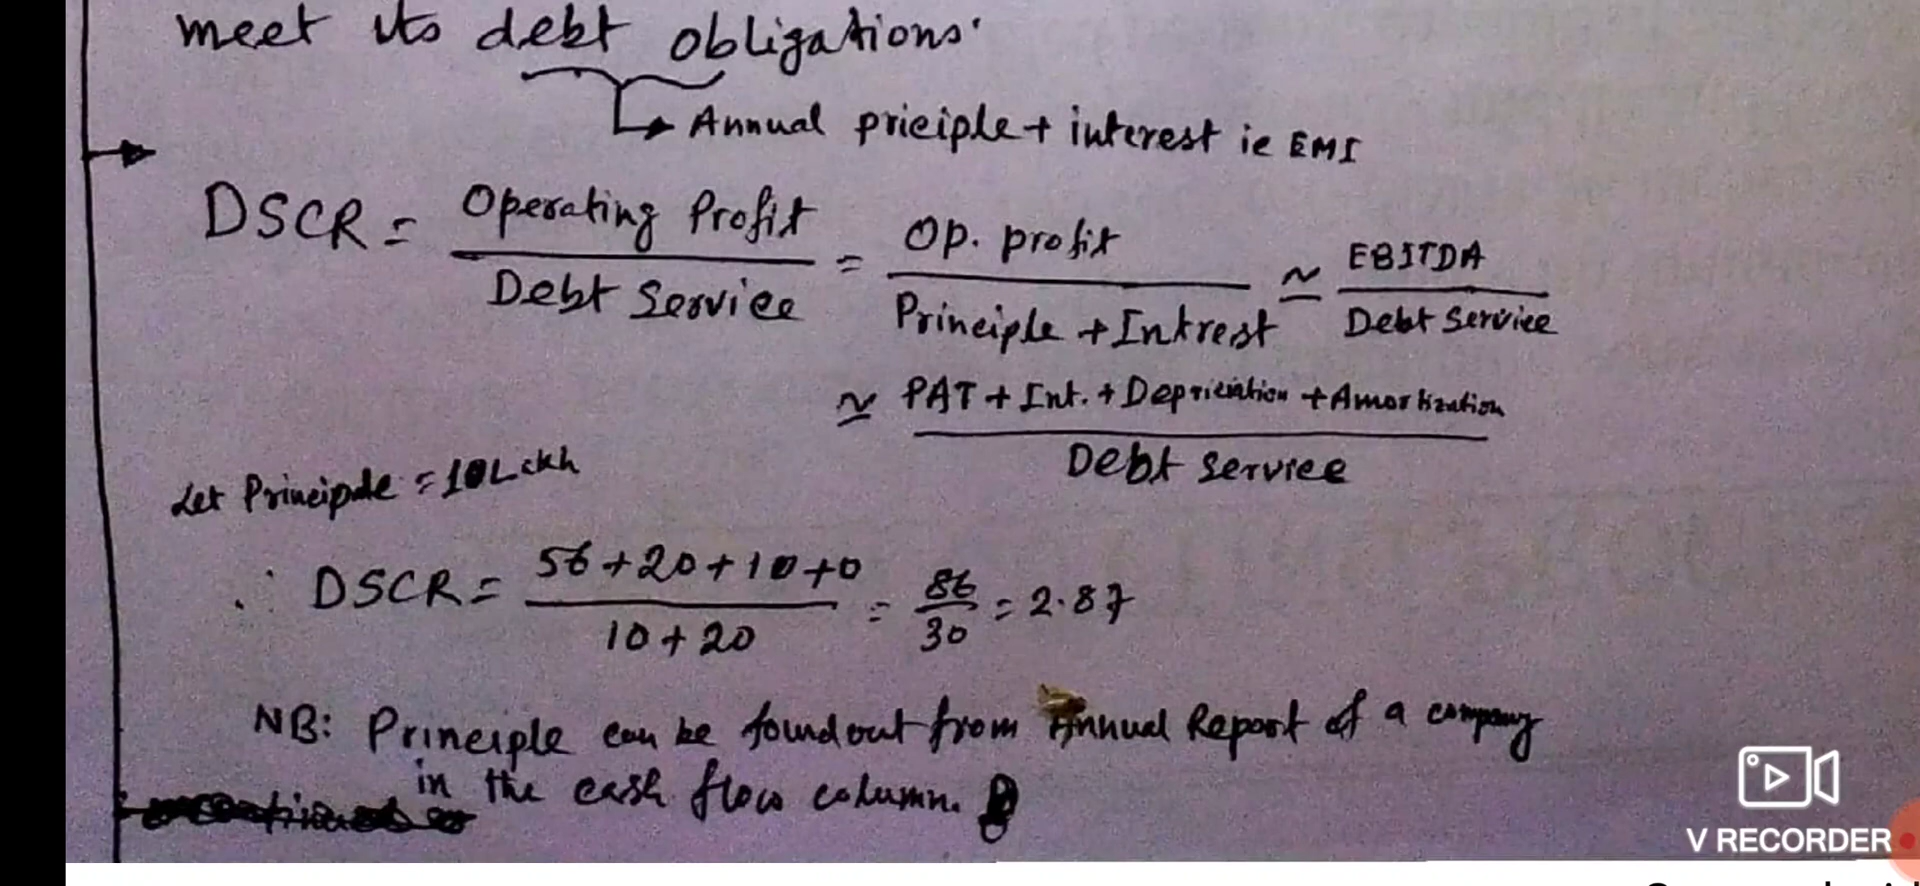 meet its debt obligations.
Annual priciple + interest ie EMI
DSCR = Operating Profit / Debt Service = Op. profit / Principle + Intrest ≃ EBITDA / Debt Service
≃ PAT + Int. + Depriciation + Amortization / Debt Service
Let Principle = 10 Lakh
∴ DSCR = 56+20+10+0 / 10+20 = 86/30 = 2.87
NB: Principle can be found out from Annual Report of a company
in the cash flow column.
V RECORDER